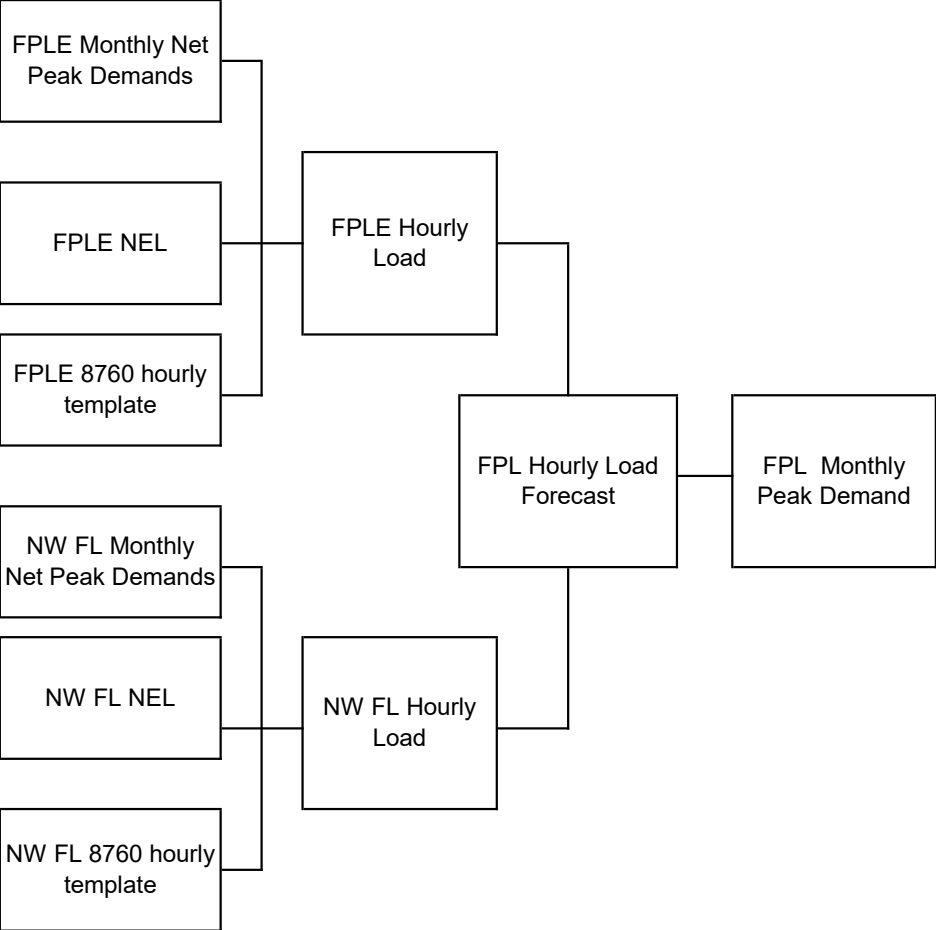 FPLE Monthly Net
Peak Demands
FPLE NEL
FPLE Hourly
Load
FPLE 8760 hourly
template
FPL Hourly Load
Forecast
FPL  Monthly
Peak Demand
NW FL Monthly
Net Peak Demands
NW FL NEL
NW FL Hourly
Load
NW FL 8760 hourly
template